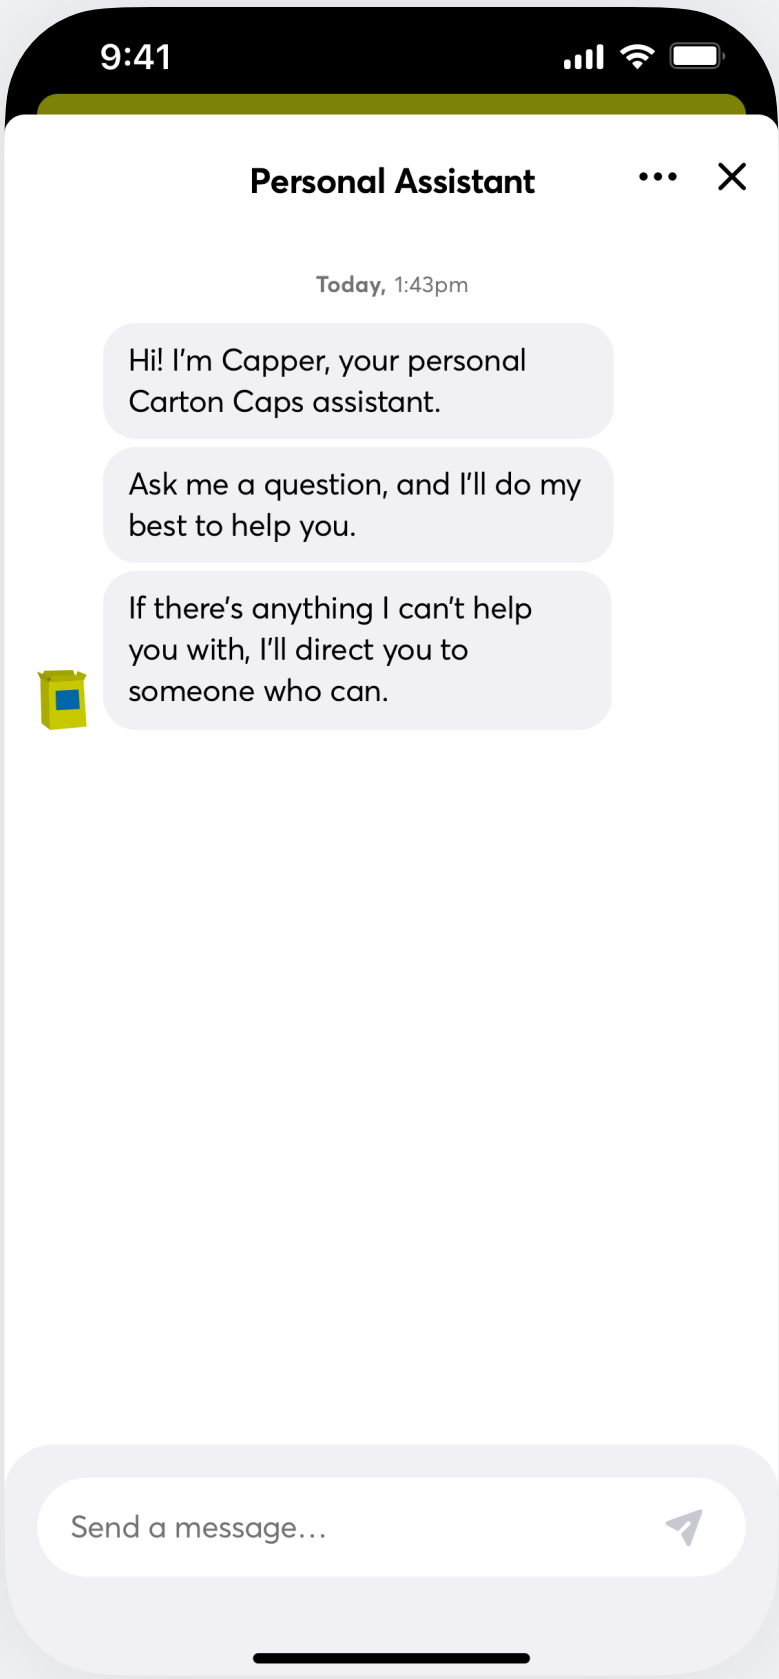 9:41
Personal Assistant
Today, 1:43pm
Hi! I'm Capper, your personal
Carton Caps assistant.
Ask me a question, and I'll do my
best to help you.
If there's anything I can't help
you with, I'll direct you to
someone who can.
Send a message...